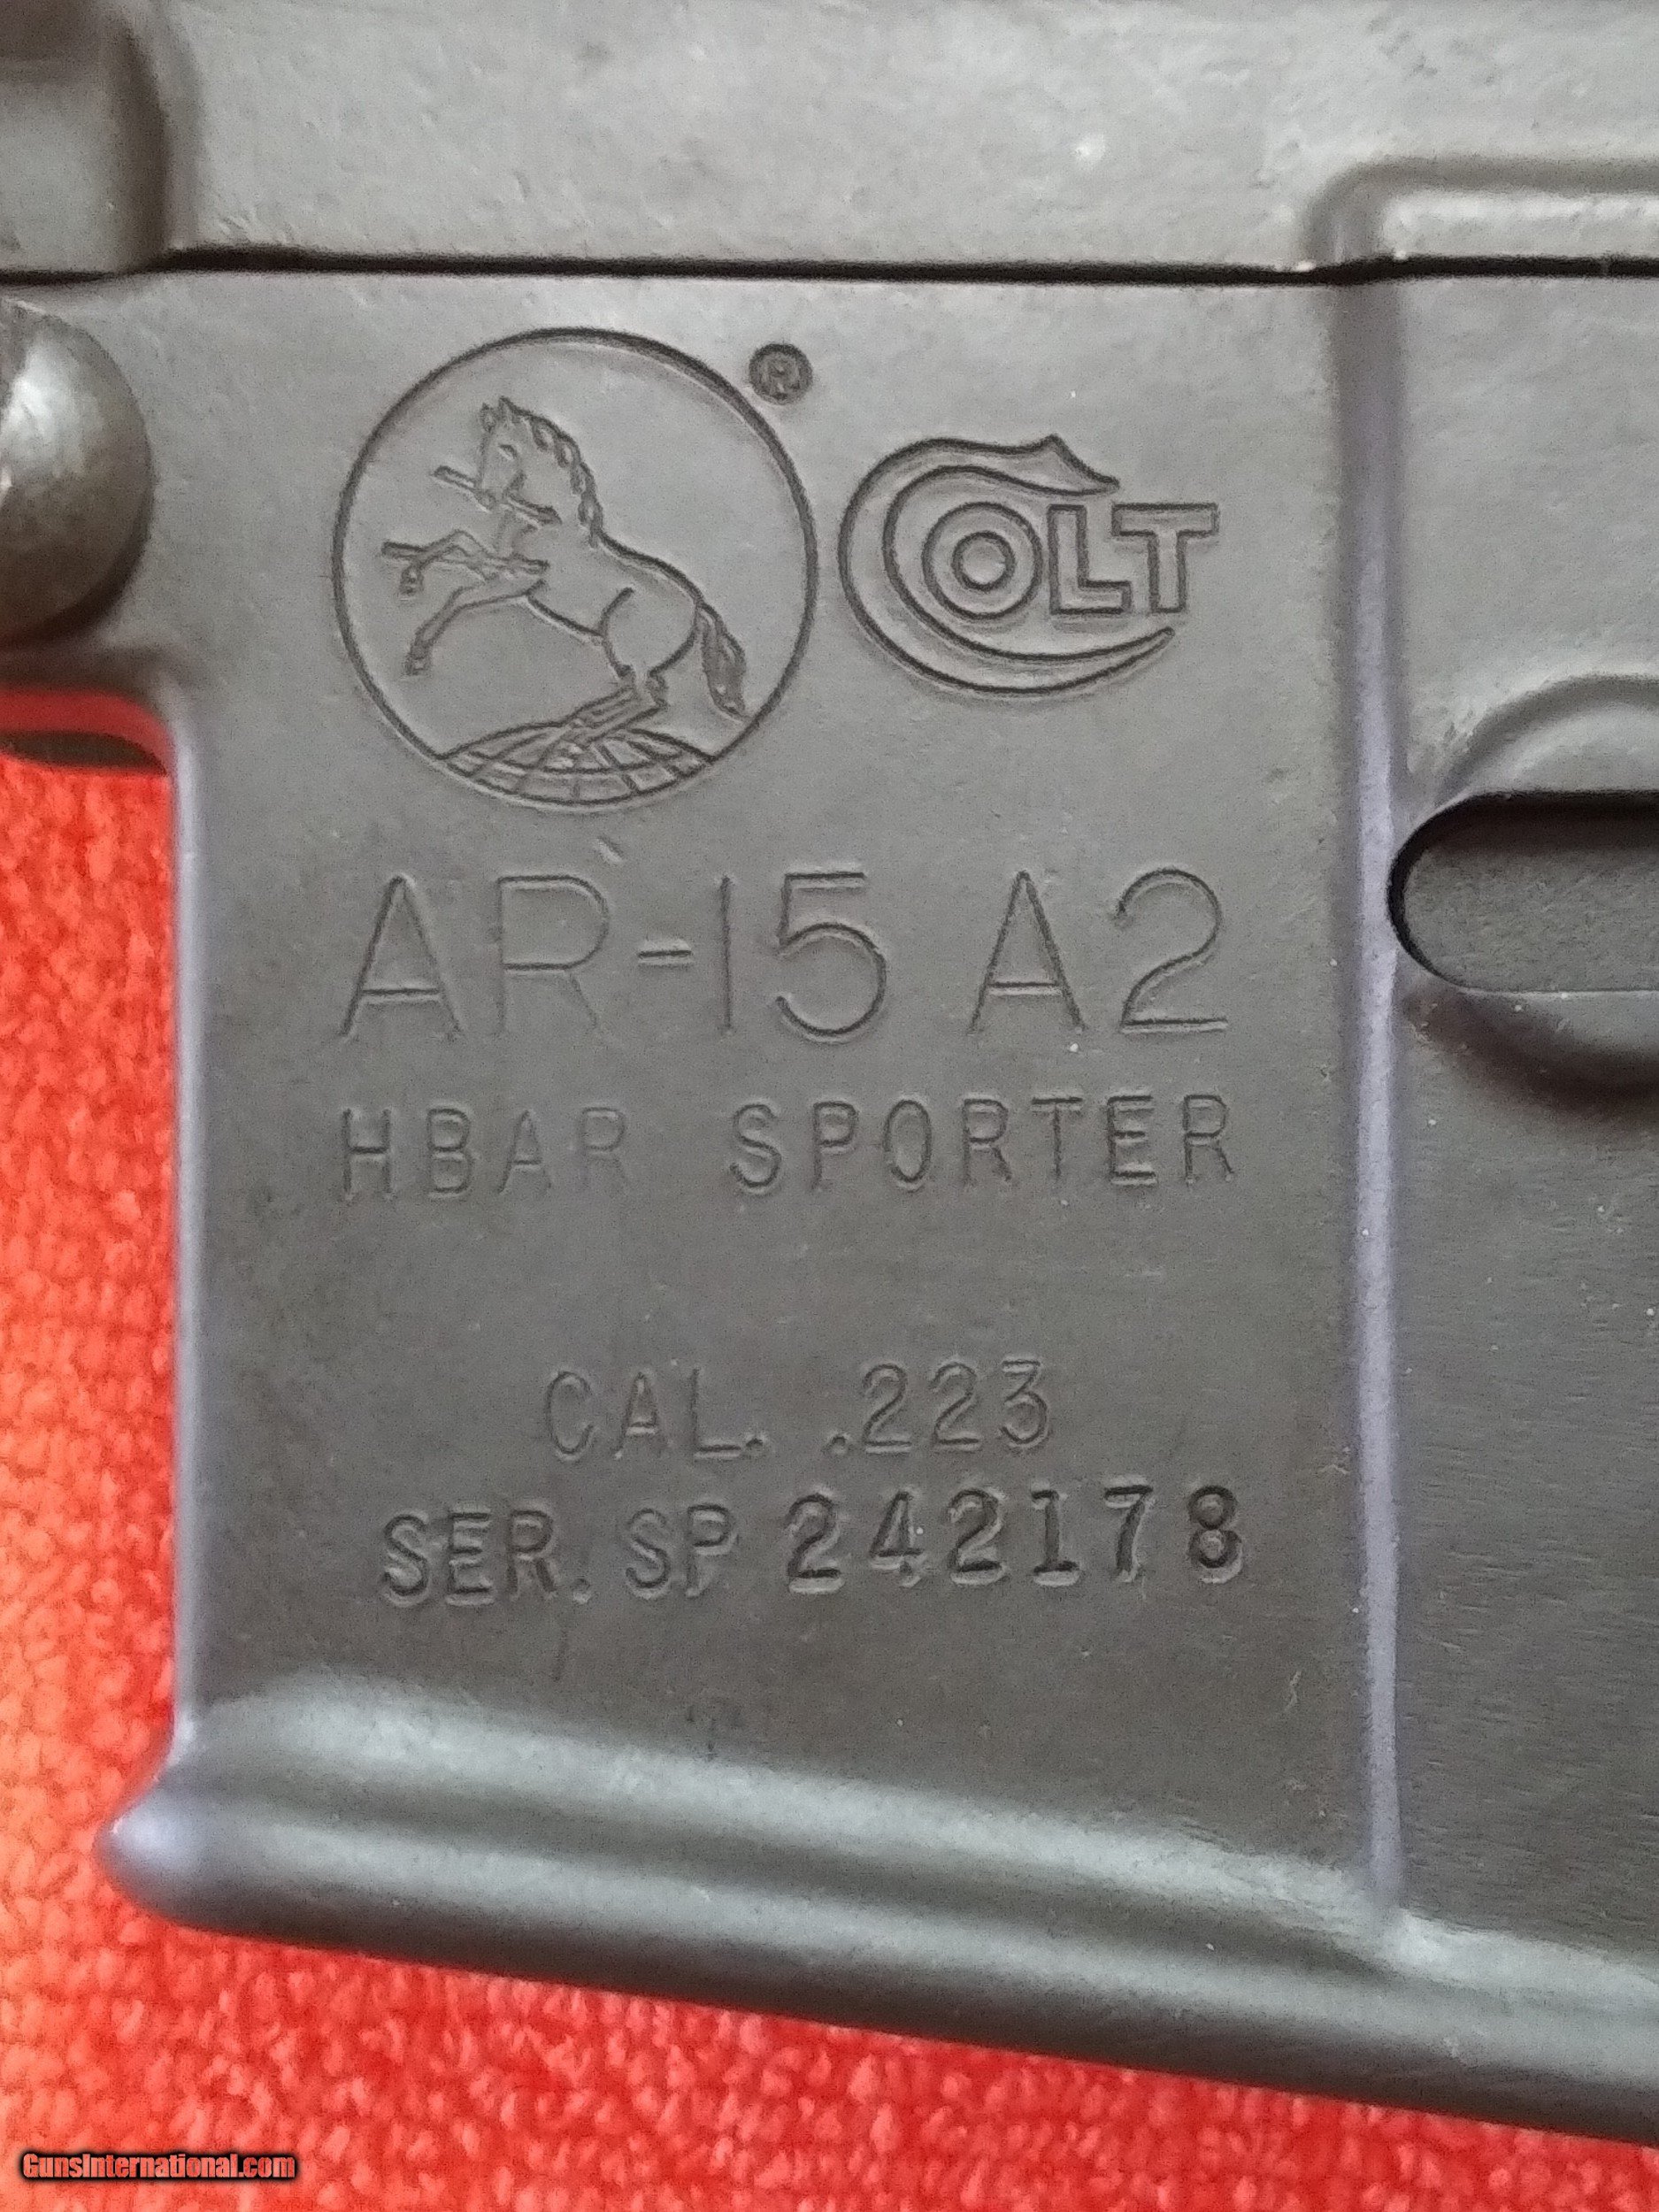 ®
COLT
AR-15 A2
HBAR SPORTER
CAL. .223
SER. SP 242178
GunsInternational.com